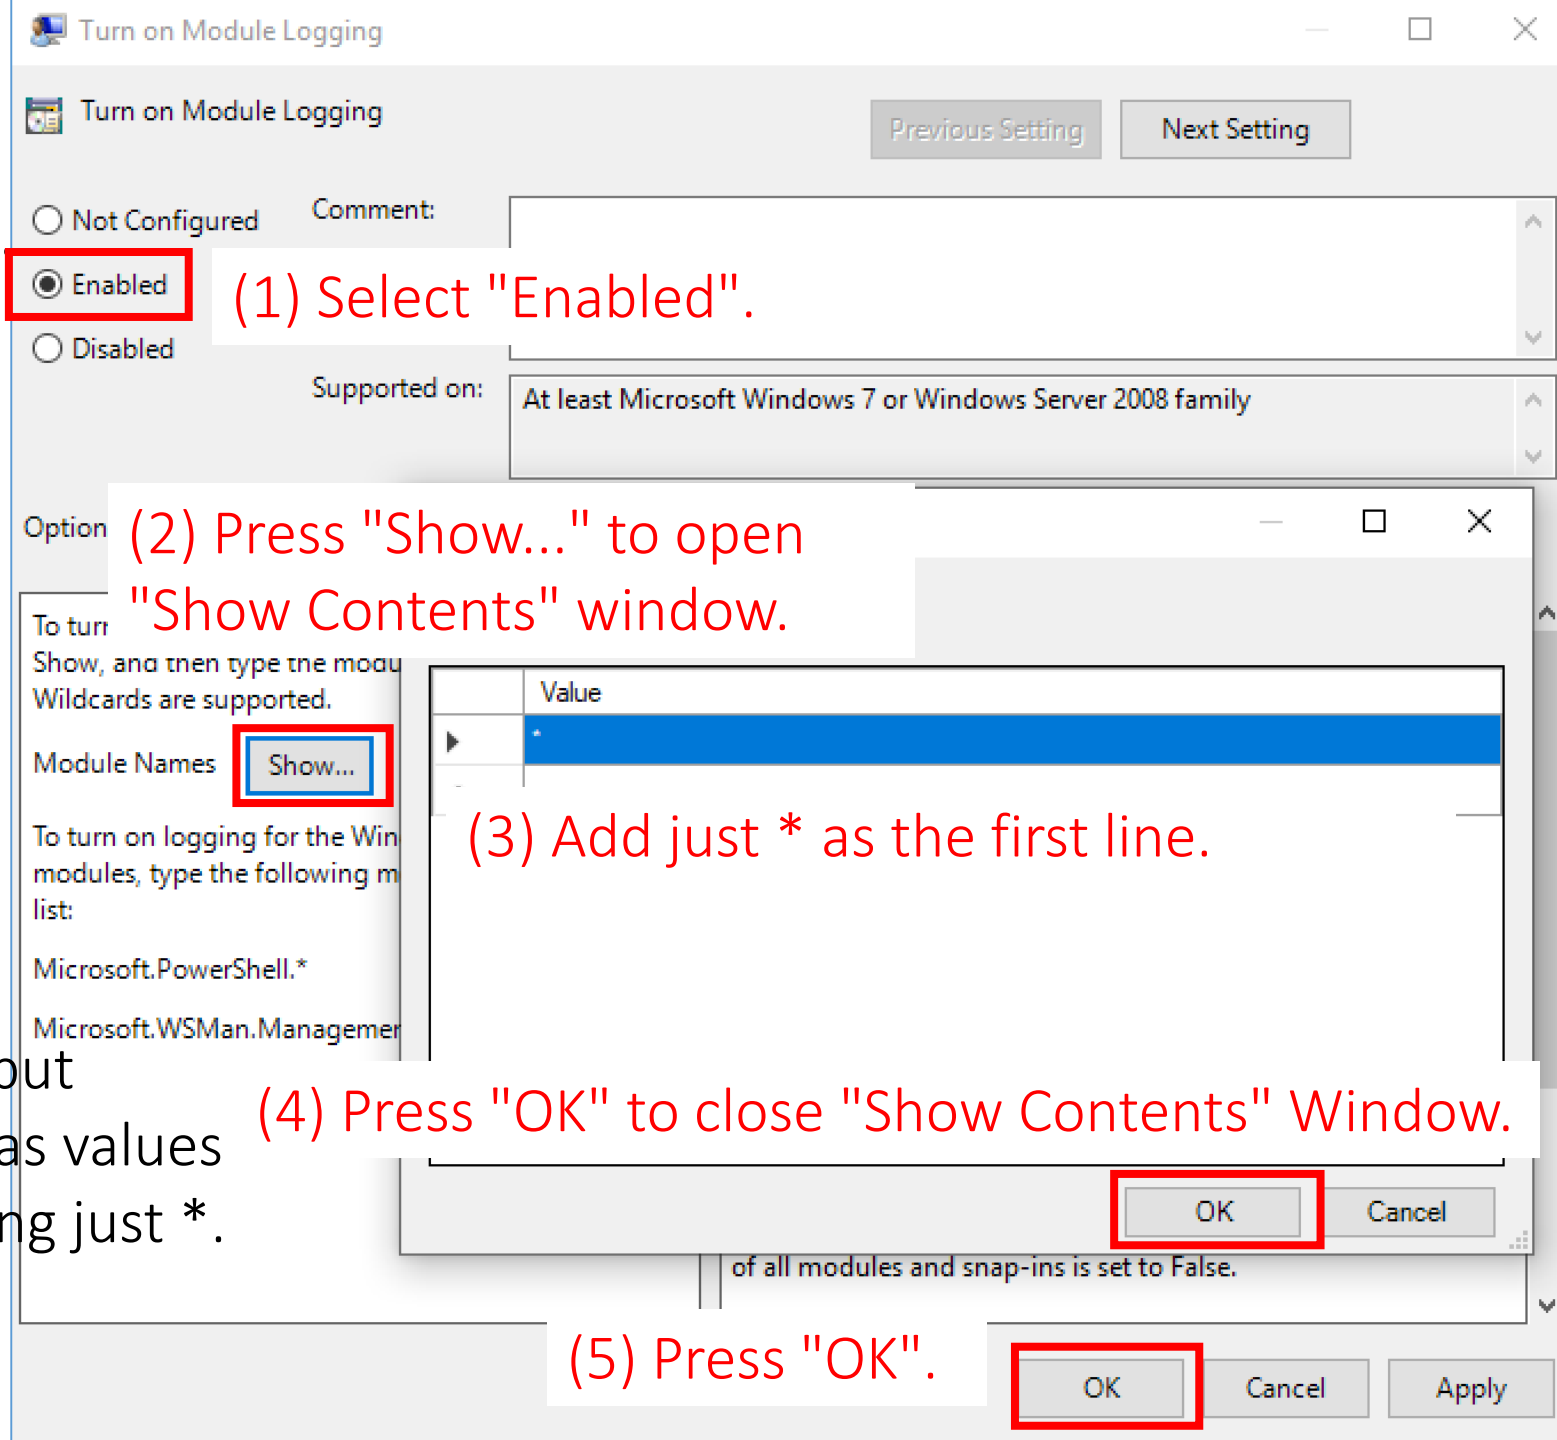 Turn on Module Logging
Turn on Module Logging
Previous Setting
Next Setting
Not Configured
Comment:
Enabled
(1) Select "Enabled".
Disabled
Supported on:
At least Microsoft Windows 7 or Windows Server 2008 family
Option
(2) Press "Show..." to open
"Show Contents" window.
To turn
Show, and then type the modu
Wildcards are supported.
Value
*
Module Names
Show...
(3) Add just * as the first line.
To turn on logging for the Win
modules, type the following m
list:
Microsoft.PowerShell.*
Microsoft.WSMan.Managemen
(4) Press "OK" to close "Show Contents" Window.
as values
just *.
OK
Cancel
of all modules and snap-ins is set to False.
(5) Press "OK".
OK
Cancel
Apply